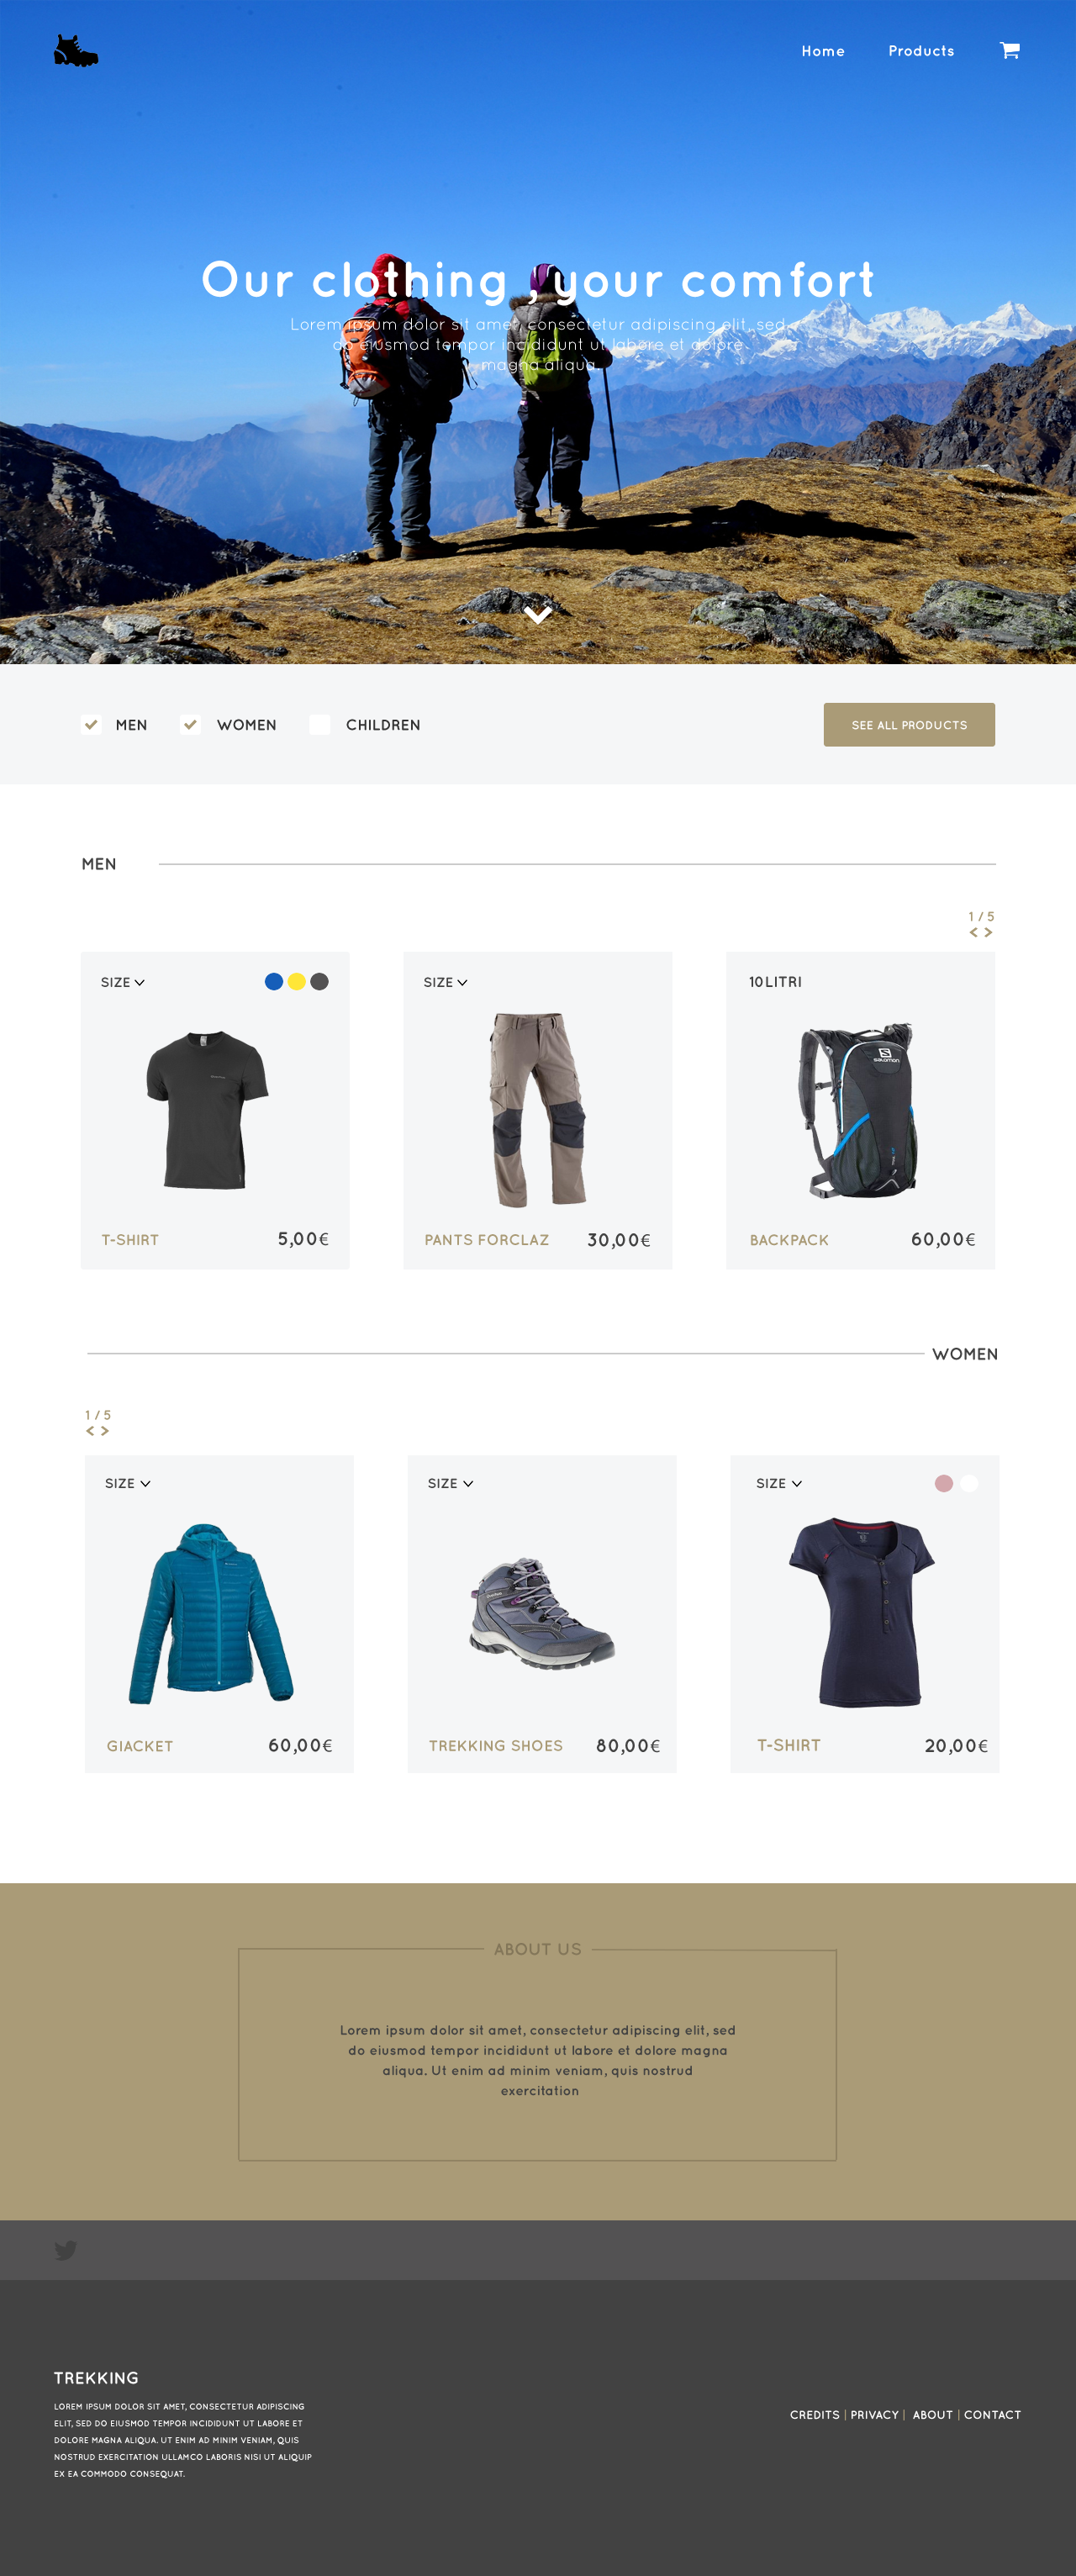 Home Products
Our clothing , your comfort
Lorem ipsum dolor sit amet, consectetur adipiscing elit, sed
do eiusmod tempor incididunt ut labore et dolore
magna aliqua.
MEN WOMEN CHILDREN SEE ALL PRODUCTS
MEN
1 / 5
< >
SIZE SIZE 10LITRI
salomon
T-SHIRT 5,00€ PANTS FORCLAZ 30,00€ BACKPACK 60,00€
WOMEN
1 / 5
< >
SIZE SIZE SIZE
GIACKET 60,00€ TREKKING SHOES 80,00€ T-SHIRT 20,00€
ABOUT US
Lorem ipsum dolor sit amet, consectetur adipiscing elit, sed
do eiusmod tempor incididunt ut labore et dolore magna
aliqua. Ut enim ad minim veniam, quis nostrud
exercitation
TREKKING
LOREM IPSUM DOLOR SIT AMET, CONSECTETUR ADIPISCING
ELIT, SED DO EIUSMOD TEMPOR INCIDIDUNT UT LABORE ET
DOLORE MAGNA ALIQUA. UT ENIM AD MINIM VENIAM, QUIS
NOSTRUD EXERCITATION ULLAMCO LABORIS NISI UT ALIQUIP
EX EA COMMODO CONSEQUAT.
CREDITS | PRIVACY | ABOUT | CONTACT